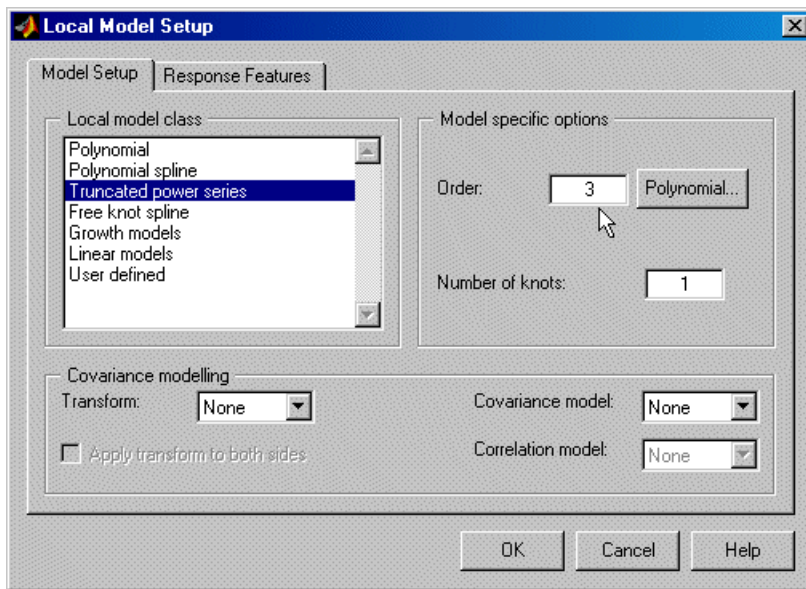 Local Model Setup
Model Setup
Response Features
Local model class
Polynomial
Polynomial spline
Truncated power series
Free knot spline
Growth models
Linear models
User defined
Model specific options
Order:
3
Polynomial...
Number of knots:
1
Covariance modelling
Transform:
None
Apply transform to both sides
Covariance model:
None
Correlation model:
None
OK
Cancel
Help